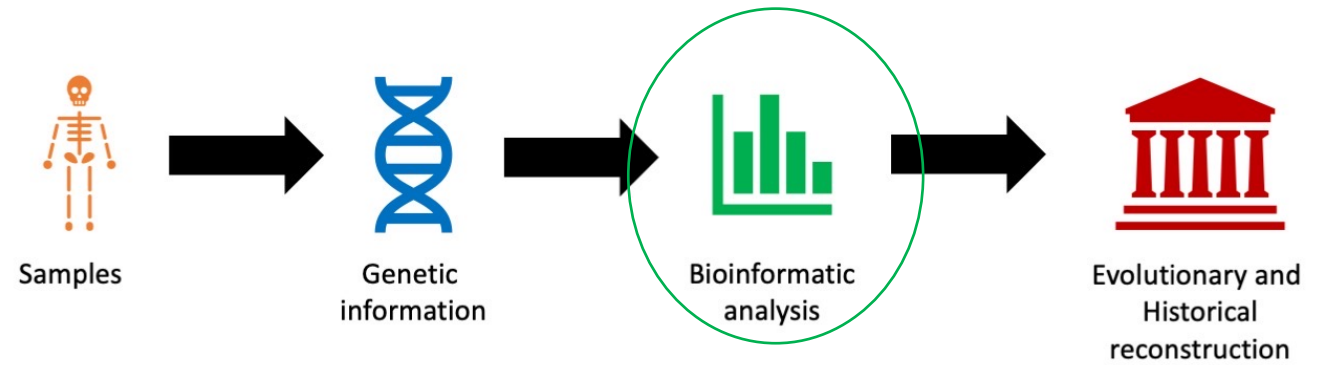 Samples
Genetic
information
Bioinformatic
analysis
Evolutionary and
Historical
reconstruction